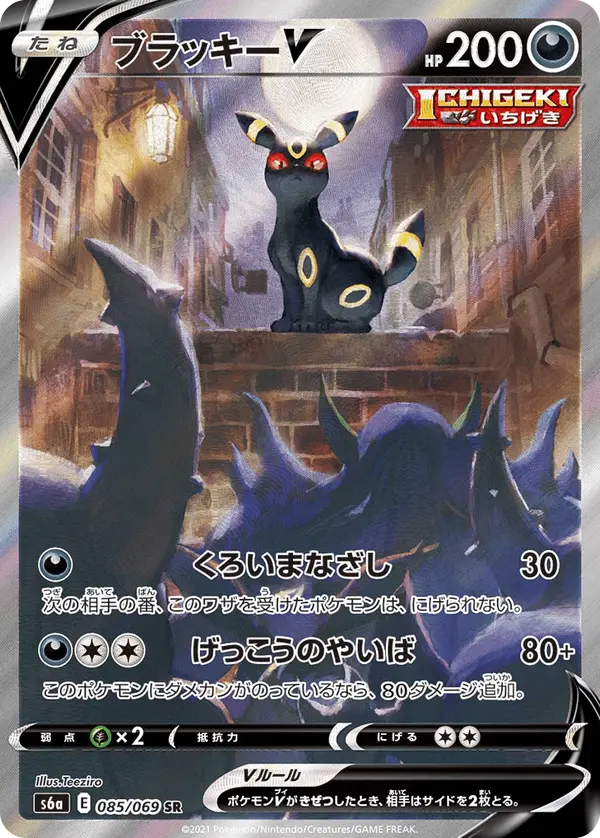 たね ブラッキーV HP200
ICHIGEKI
いちげき
くろいまなざし 30
次の相手の番、このワザを受けたポケモンは、にげられない。
げっこうのやいば 80+
このポケモンにダメカンがのっているなら、80ダメージ追加。
弱点 ×2 抵抗力 にげる
Illus.Teeziro
Vルール
s6a E 085/069 SR
ポケモンVがきぜつしたとき、相手はサイドを2枚とる。
©2021 Pokémon/Nintendo/Creatures/GAME FREAK.